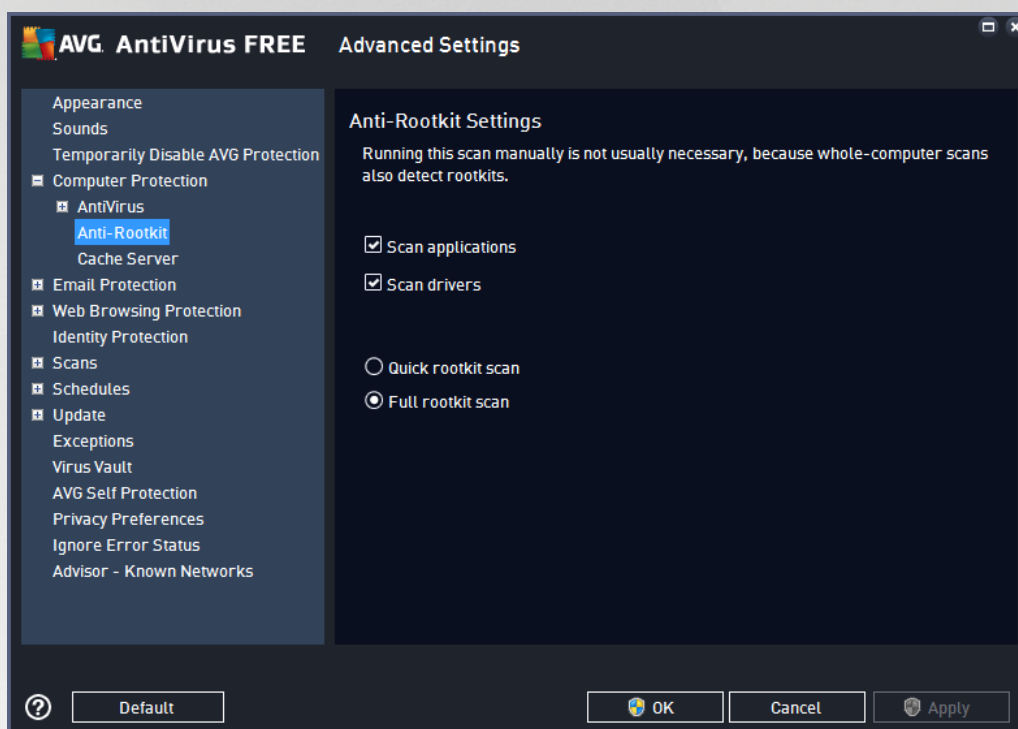 AVG. AntiVirus FREE Advanced Settings
Appearance
Sounds
Temporarily Disable AVG Protection
Computer Protection
AntiVirus
Anti-Rootkit
Cache Server
Email Protection
Web Browsing Protection
Identity Protection
Scans
Schedules
Update
Exceptions
Virus Vault
AVG Self Protection
Privacy Preferences
Ignore Error Status
Advisor - Known Networks
Anti-Rootkit Settings
Running this scan manually is not usually necessary, because whole-computer scans
also detect rootkits.
Scan applications
Scan drivers
Quick rootkit scan
Full rootkit scan
? Default OK Cancel Apply